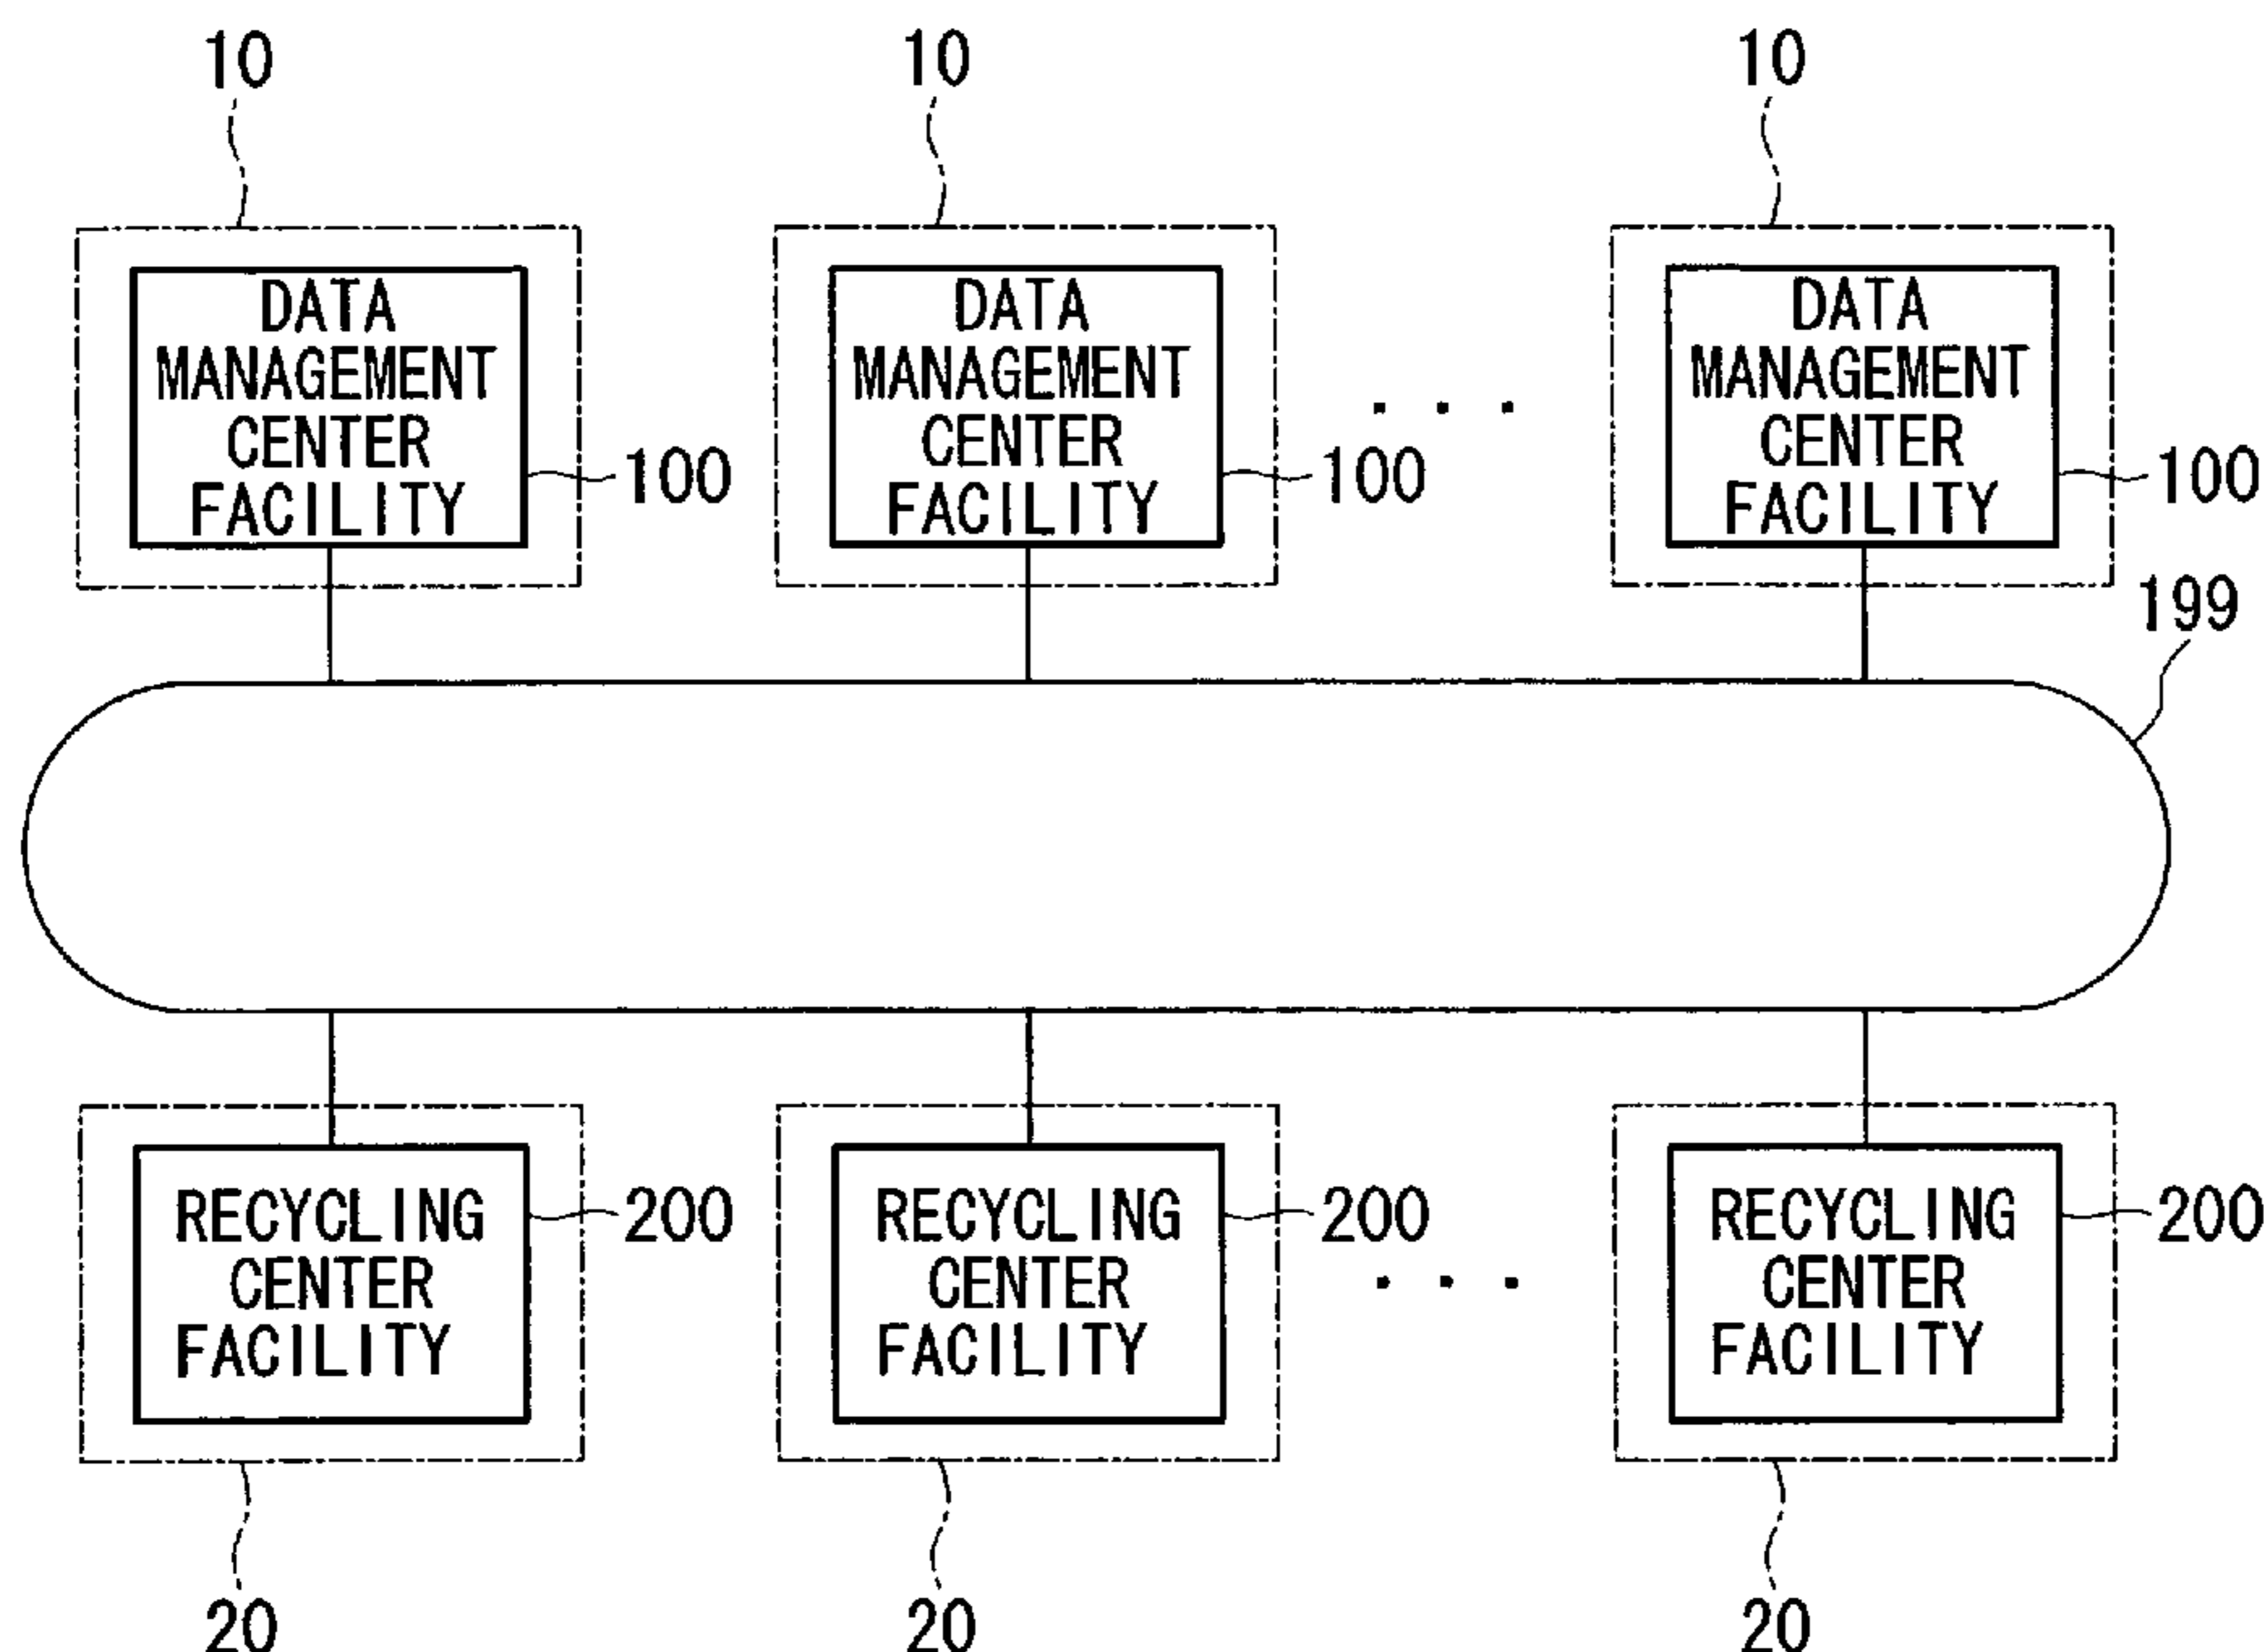 10
10
10
DATA
MANAGEMENT
CENTER
FACILITY
100
DATA
MANAGEMENT
CENTER
FACILITY
100
. . .
DATA
MANAGEMENT
CENTER
FACILITY
100
199
RECYCLING
CENTER
FACILITY
200
RECYCLING
CENTER
FACILITY
200
. . .
RECYCLING
CENTER
FACILITY
200
20
20
20